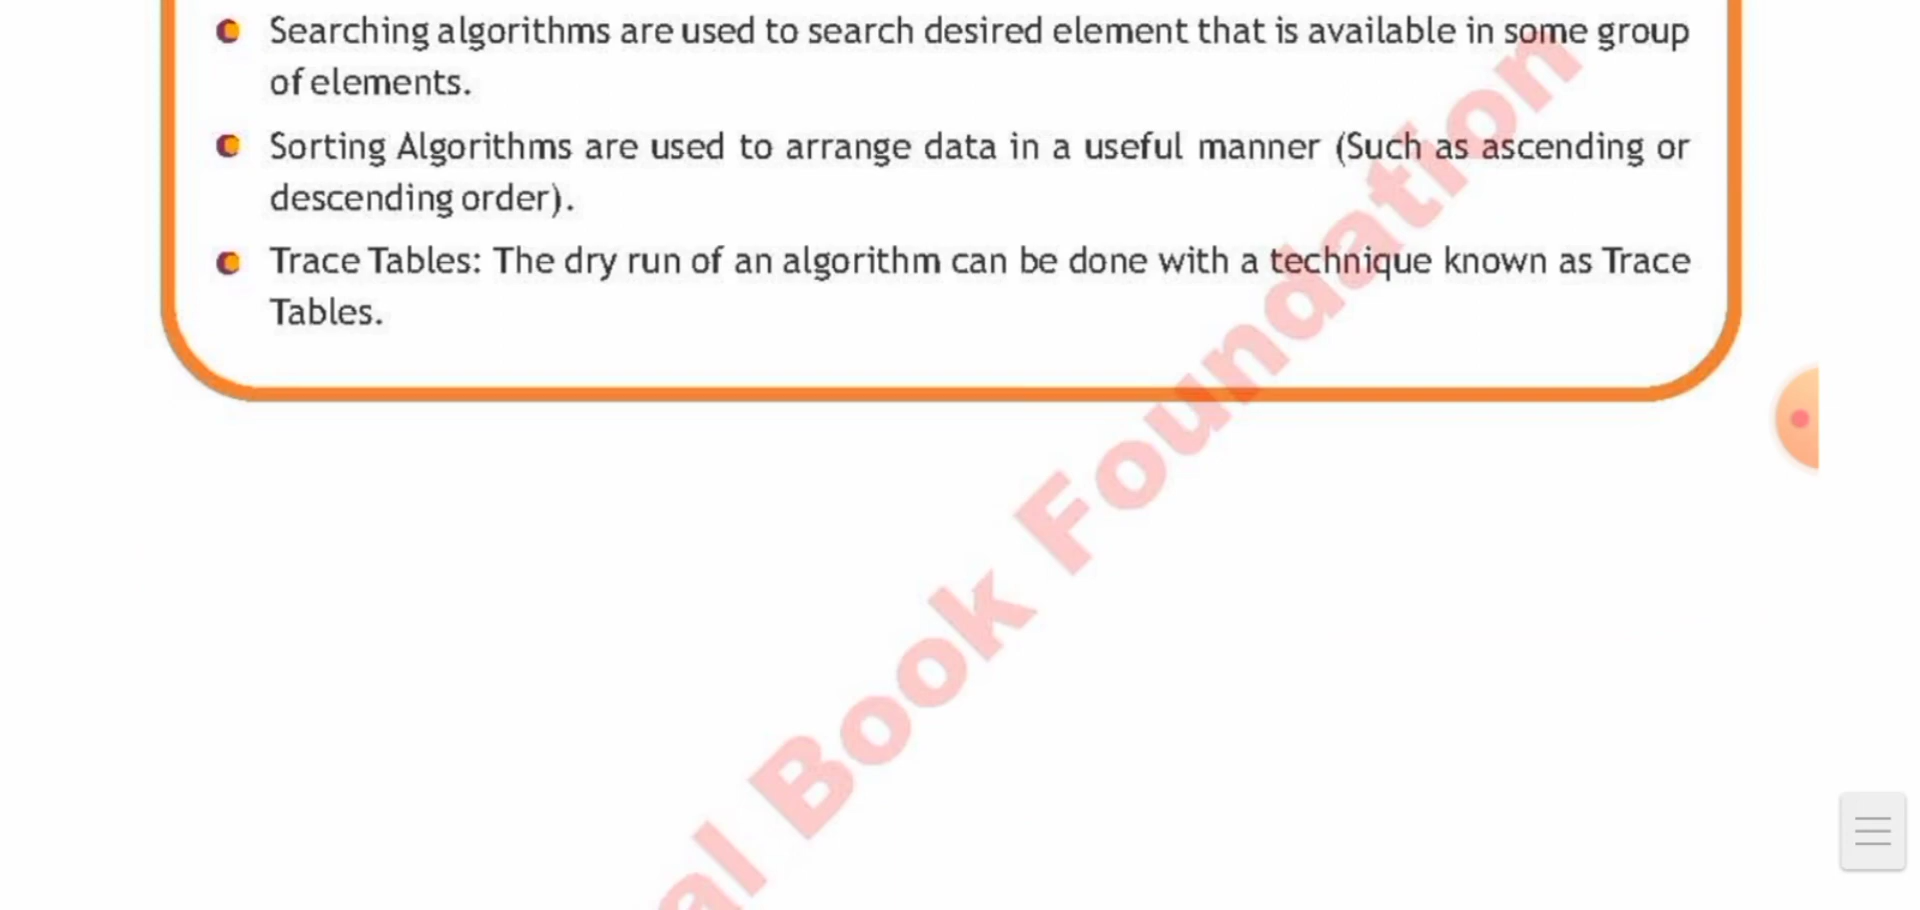 Searching algorithms are used to search desired element that is available in some group
of elements.
Sorting Algorithms are used to arrange data in a useful manner (Such as ascending or
descending order).
Trace Tables: The dry run of an algorithm can be done with a technique known as Trace
Tables.
al Book Foundation